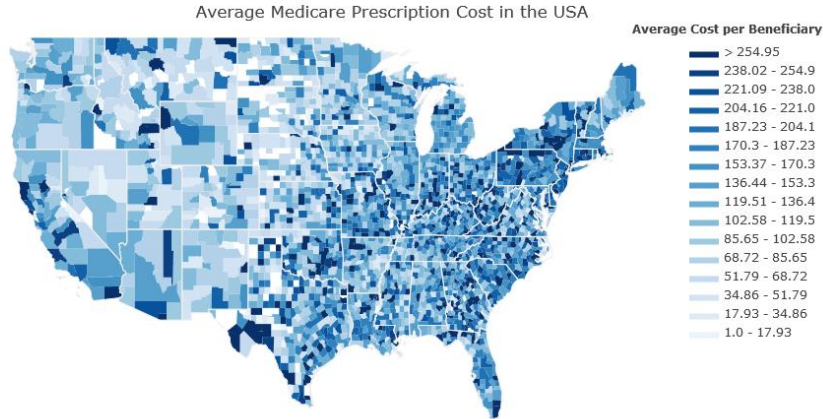 Average Medicare Prescription Cost in the USA
Average Cost per Beneficiary
> 254.95
238.02 - 254.9
221.09 - 238.0
204.16 - 221.0
187.23 - 204.1
170.3 - 187.23
153.37 - 170.3
136.44 - 153.3
119.51 - 136.4
102.58 - 119.5
85.65 - 102.58
68.72 - 85.65
51.79 - 68.72
34.86 - 51.79
17.93 - 34.86
1.0 - 17.93